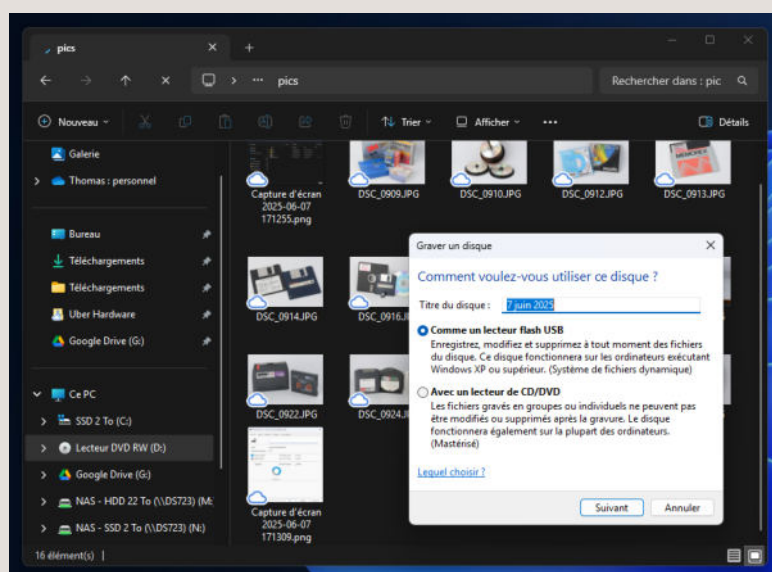 pics
pics
Rechercher dans : pic
Nouveau
Trier
Afficher
Détails
Galerie
Thomas : personnel
Bureau
Téléchargements
Téléchargements
Uber Hardware
Google Drive (G:)
Ce PC
SSD 2 To (C:)
Lecteur DVD RW (D:)
Google Drive (G:)
NAS - HDD 22 To (\\DS723) (M:
NAS - SSD 2 To (\\DS723) (N:)
16 élément(s)
Capture d'écran
2025-06-07
171255.png
DSC_0909.JPG
DSC_0910.JPG
DSC_0912.JPG
DSC_0913.JPG
MEMOREX
DSC_0914.JPG
DSC_0916.J
DSC_0922.JPG
DSC_0924.J
Capture d'écran
2025-06-07
171309.png
Graver un disque
Comment voulez-vous utiliser ce disque ?
Titre du disque :
7 juin 2025
Comme un lecteur flash USB
Enregistrez, modifiez et supprimez à tout moment des fichiers
du disque. Ce disque fonctionnera sur les ordinateurs exécutant
Windows XP ou supérieur. (Système de fichiers dynamique)
Avec un lecteur de CD/DVD
Les fichiers gravés en groupes ou individuels ne peuvent pas
être modifiés ou supprimés après la gravure. Le disque
fonctionnera également sur la plupart des ordinateurs.
(Mastérisé)
Lequel choisir ?
Suivant
Annuler